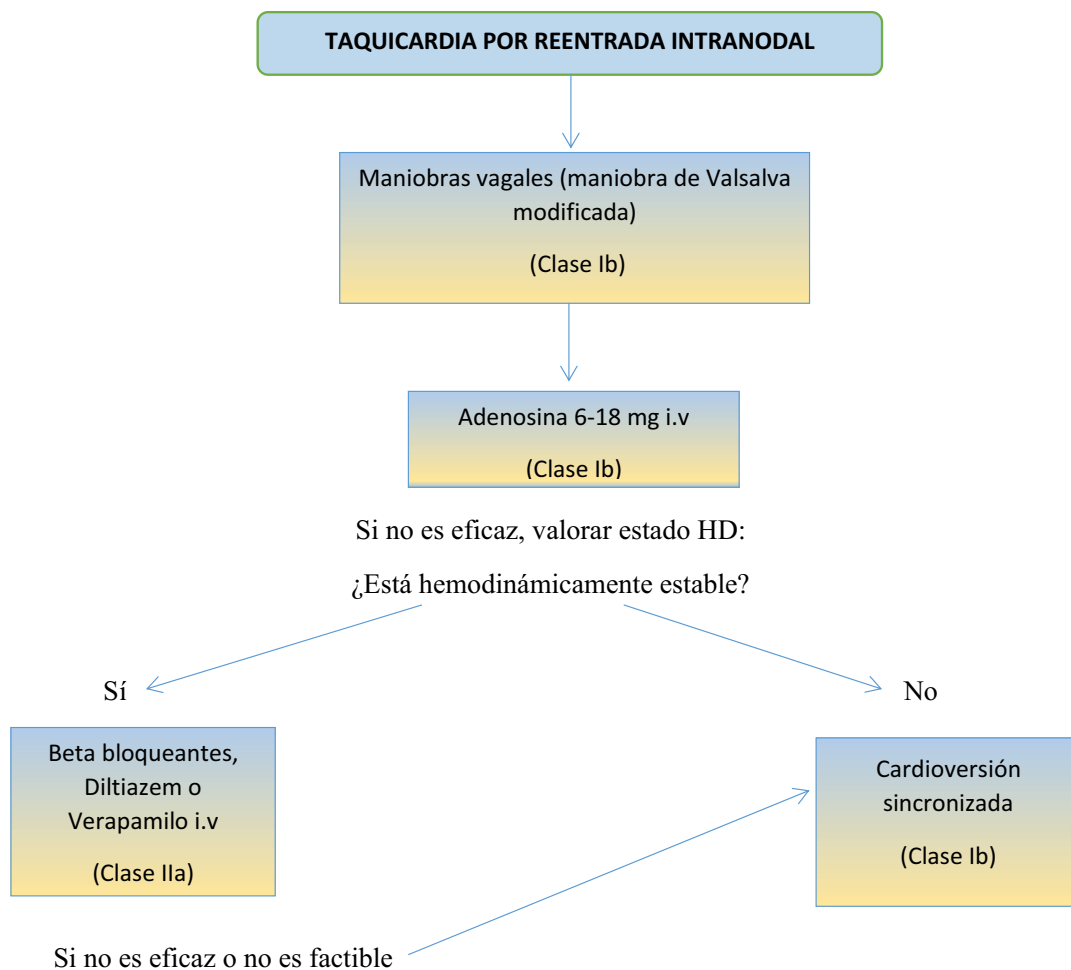 TAQUICARDIA POR REENTRADA INTRANODAL
Maniobras vagales (maniobra de Valsalva
modificada)
(Clase Ib)
Adenosina 6-18 mg i.v
(Clase Ib)
Si no es eficaz, valorar estado HD:
¿Está hemodinámicamente estable?
Sí
No
Beta bloqueantes,
Diltiazem o
Verapamilo i.v
(Clase IIa)
Cardioversión
sincronizada
(Clase Ib)
Si no es eficaz o no es factible